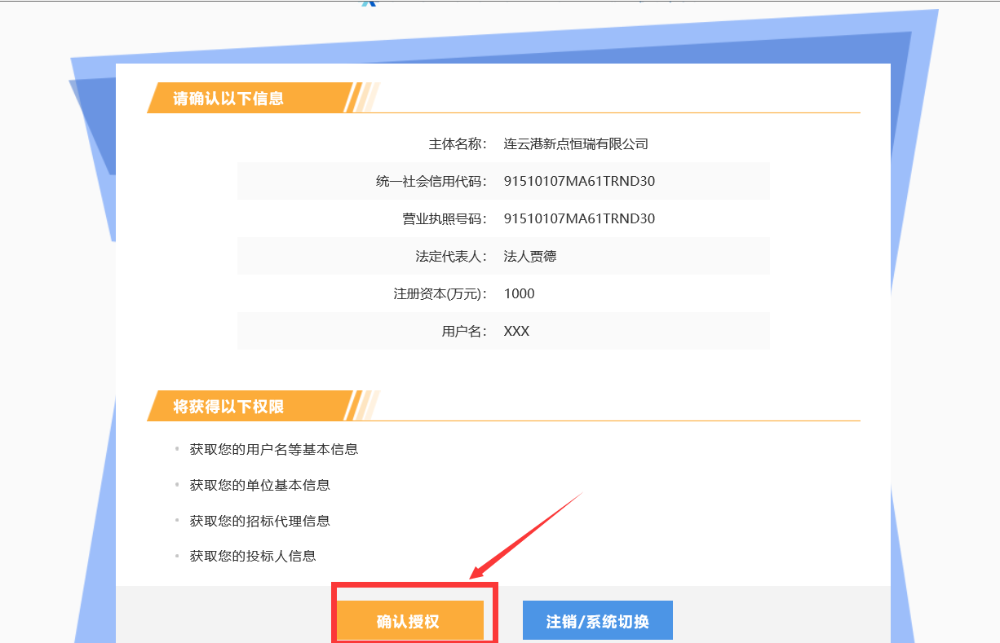 请确认以下信息
主体名称： 连云港新点恒瑞有限公司
统一社会信用代码： 91510107MA61TRND30
营业执照号码： 91510107MA61TRND30
法定代表人： 法人贾德
注册资本(万元)： 1000
用户名： XXX
将获得以下权限
获取您的用户名等基本信息
获取您的单位基本信息
获取您的招标代理信息
获取您的投标人信息
确认授权 注销/系统切换